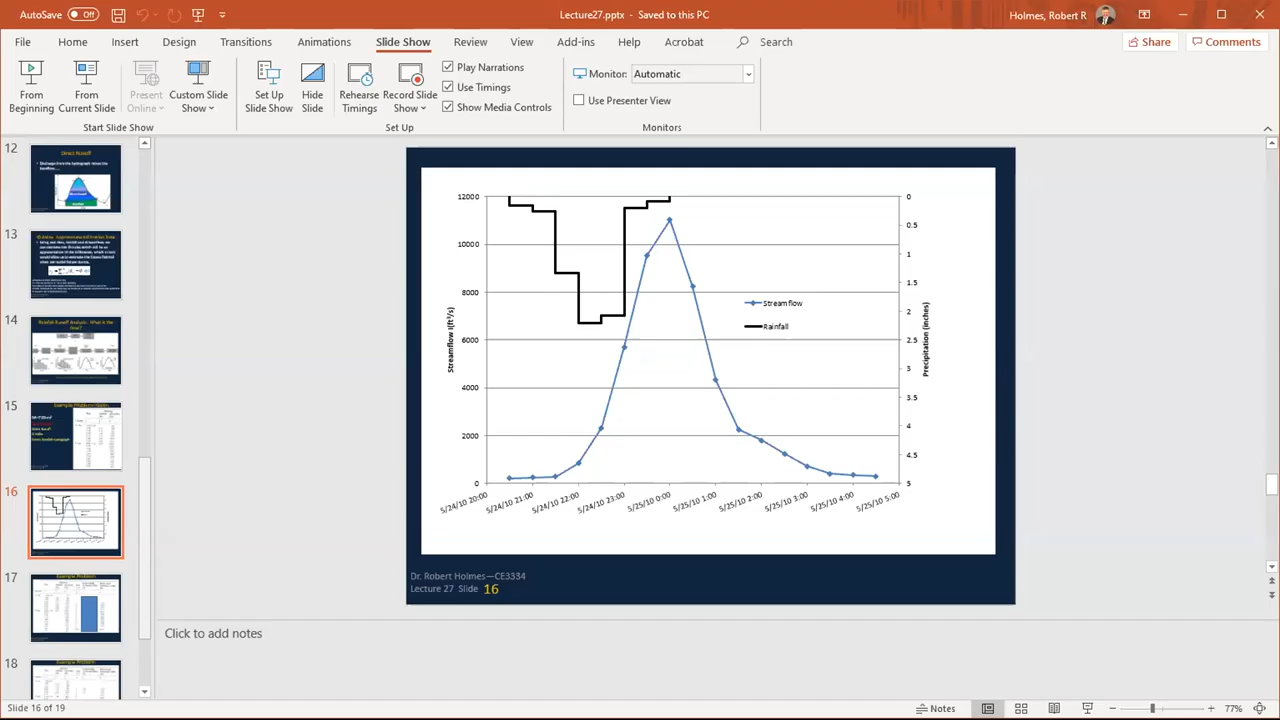 AutoSave Off
Lecture27.pptx - Saved to this PC
Holmes, Robert R
File Home Insert Design Transitions Animations Slide Show Review View Add-ins Help Acrobat Search
Share Comments
From Beginning
From Current Slide
Present Online
Custom Slide Show
Start Slide Show
Set Up Slide Show
Hide Slide
Rehearse Timings
Record Slide Show
Play Narrations
Use Timings
Show Media Controls
Set Up
Monitor: Automatic
Use Presenter View
Monitors
12
Direct Runoff
13
14
15
16
17
Example Problem
18
Example Problem
12000
10000
8000
6000
4000
2000
0
0
0.5
1
1.5
2
2.5
3
3.5
4
4.5
5
Precipitation (inches)
Streamflow
Rainfall
5/24/10 20:00
5/24/10 21:00
5/24/10 22:00
5/24/10 23:00
5/25/10 0:00
5/25/10 1:00
5/25/10 2:00
5/25/10 3:00
5/25/10 4:00
5/25/10 5:00
Dr. Robert Holmes—CE3334
Lecture 27 Slide 16
Click to add notes
Slide 16 of 19
Notes
77%